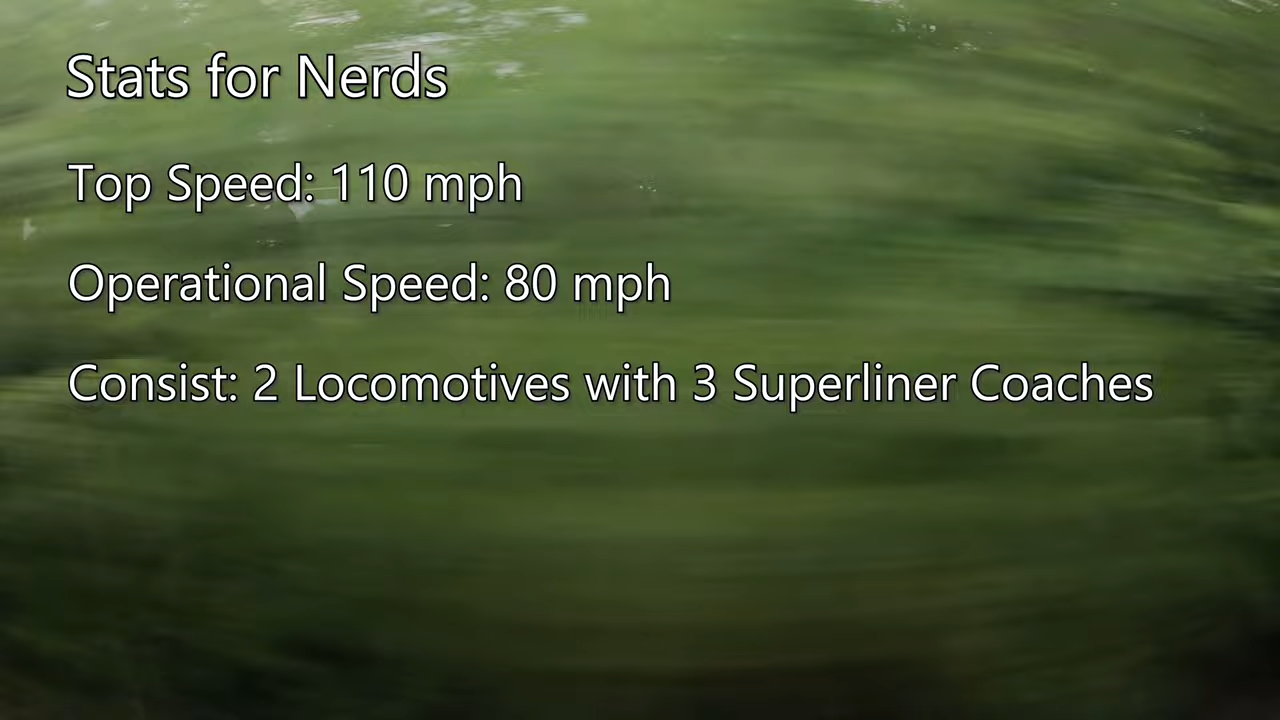 Stats for Nerds
Top Speed: 110 mph
Operational Speed: 80 mph
Consist: 2 Locomotives with 3 Superliner Coaches